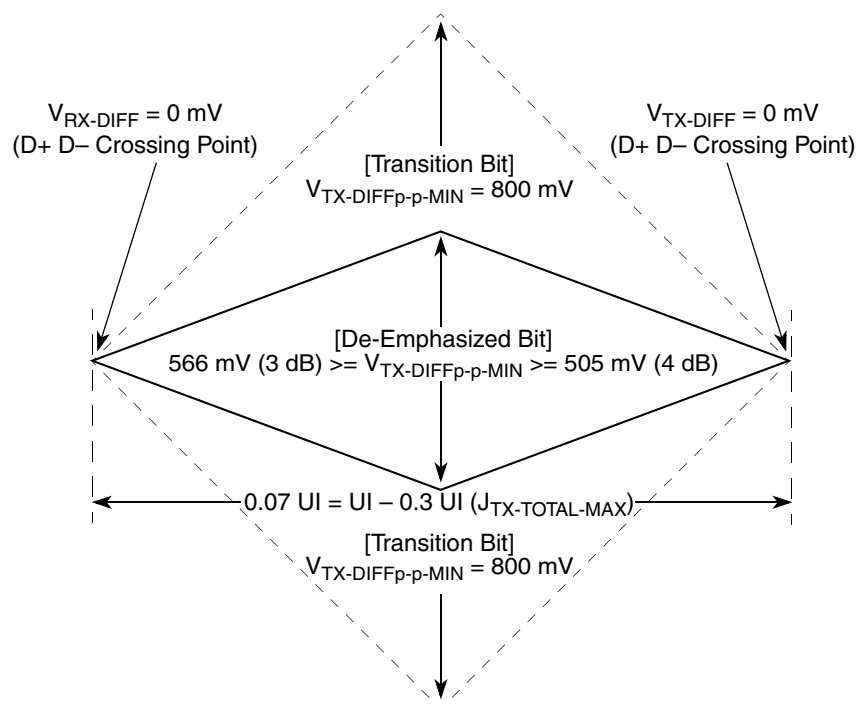 V_RX-DIFF = 0 mV
(D+ D– Crossing Point)
V_TX-DIFF = 0 mV
(D+ D– Crossing Point)
[Transition Bit]
V_TX-DIFFp-p-MIN = 800 mV
[De-Emphasized Bit]
566 mV (3 dB) >= V_TX-DIFFp-p-MIN >= 505 mV (4 dB)
0.07 UI = UI – 0.3 UI (J_TX-TOTAL-MAX)
[Transition Bit]
V_TX-DIFFp-p-MIN = 800 mV